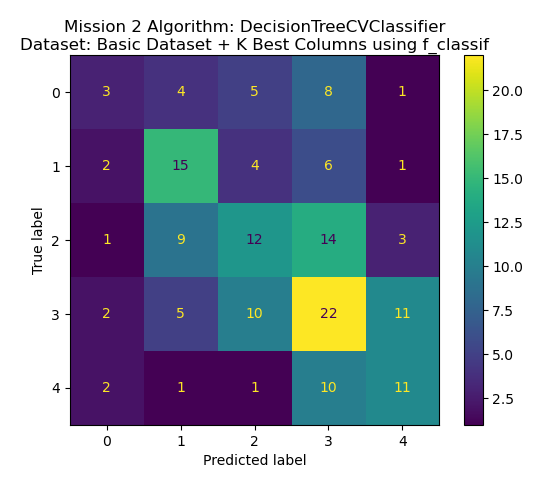 Mission 2 Algorithm: DecisionTreeCVClassifier
Dataset: Basic Dataset + K Best Columns using f_classif
True label
0 3 4 5 8 1
1 2 15 4 6 1
2 1 9 12 14 3
3 2 5 10 22 11
4 2 1 1 10 11
0 1 2 3 4
Predicted label
20.0
17.5
15.0
12.5
10.0
7.5
5.0
2.5